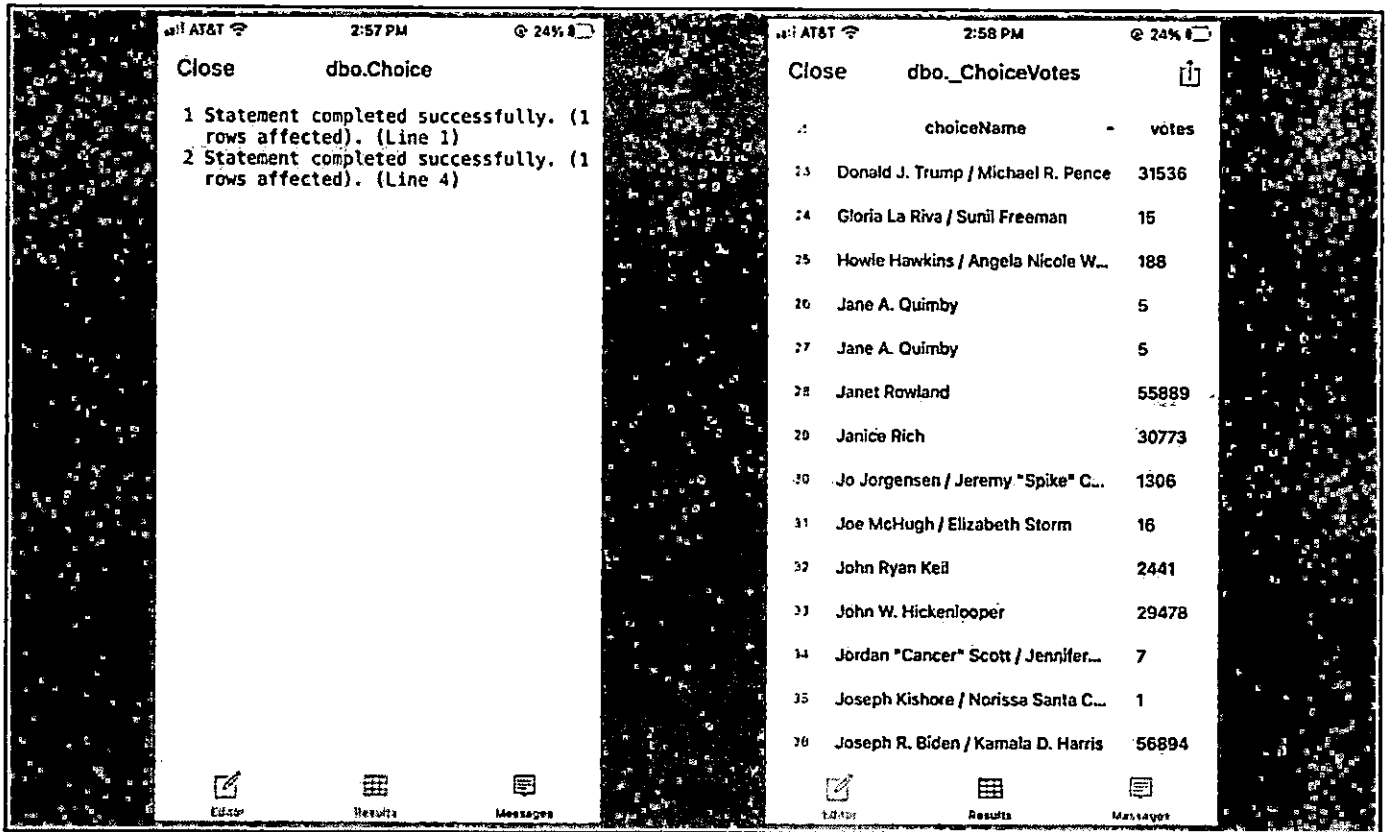 AT&T 2:57 PM 24%
Close dbo.Choice
1 Statement completed successfully. (1
rows affected). (Line 1)
2 Statement completed successfully. (1
rows affected). (Line 4)
Editor Results Messages
AT&T 2:58 PM 24%
Close dbo._ChoiceVotes
choiceName votes
23 Donald J. Trump / Michael R. Pence 31536
24 Gloria La Riva / Sunil Freeman 15
25 Howie Hawkins / Angela Nicole W... 188
26 Jane A. Quimby 5
27 Jane A. Quimby 5
28 Janet Rowland 55889
29 Janice Rich 30773
30 Jo Jorgensen / Jeremy "Spike" C... 1306
31 Joe McHugh / Elizabeth Storm 16
32 John Ryan Keil 2441
33 John W. Hickenlooper 29478
34 Jordan "Cancer" Scott / Jennifer... 7
35 Joseph Kishore / Norissa Santa C... 1
36 Joseph R. Biden / Kamala D. Harris 56894
Editor Results Messages